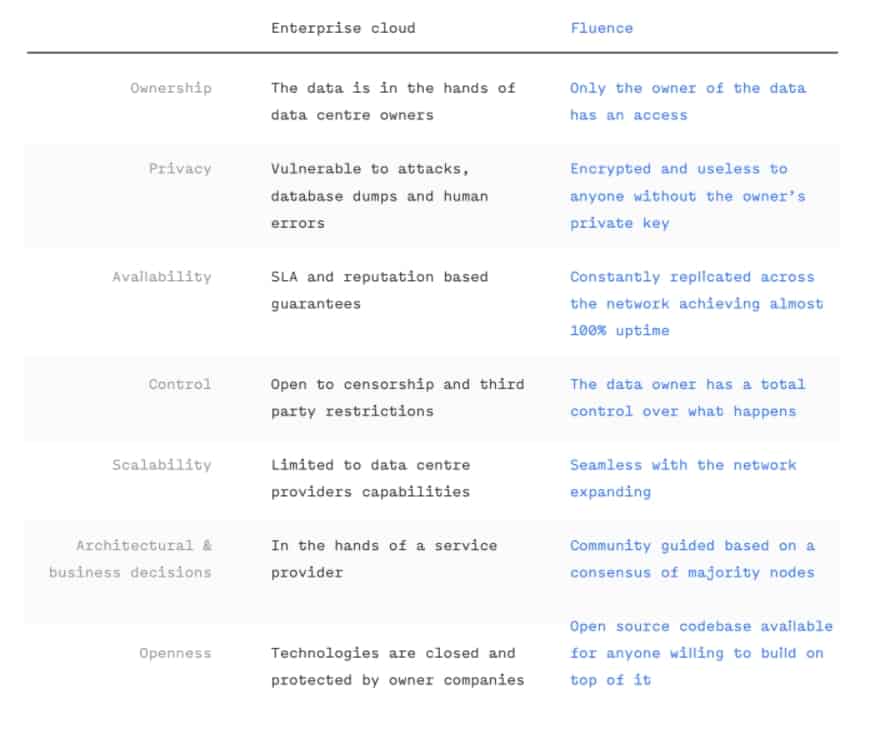 Enterprise cloud Fluence
Ownership The data is in the hands of Only the owner of the data
data centre owners has an access
Privacy Vulnerable to attacks, Encrypted and useless to
database dumps and human anyone without the owner's
errors private key
Availability SLA and reputation based Constantly replicated across
guarantees the network achieving almost
100% uptime
Control Open to censorship and third The data owner has a total
party restrictions control over what happens
Scalability Limited to data centre Seamless with the network
providers capabilities expanding
Architectural & In the hands of a service Community guided based on a
business decisions provider consensus of majority nodes
Open source codebase available
Openness Technologies are closed and for anyone willing to build on
protected by owner companies top of it